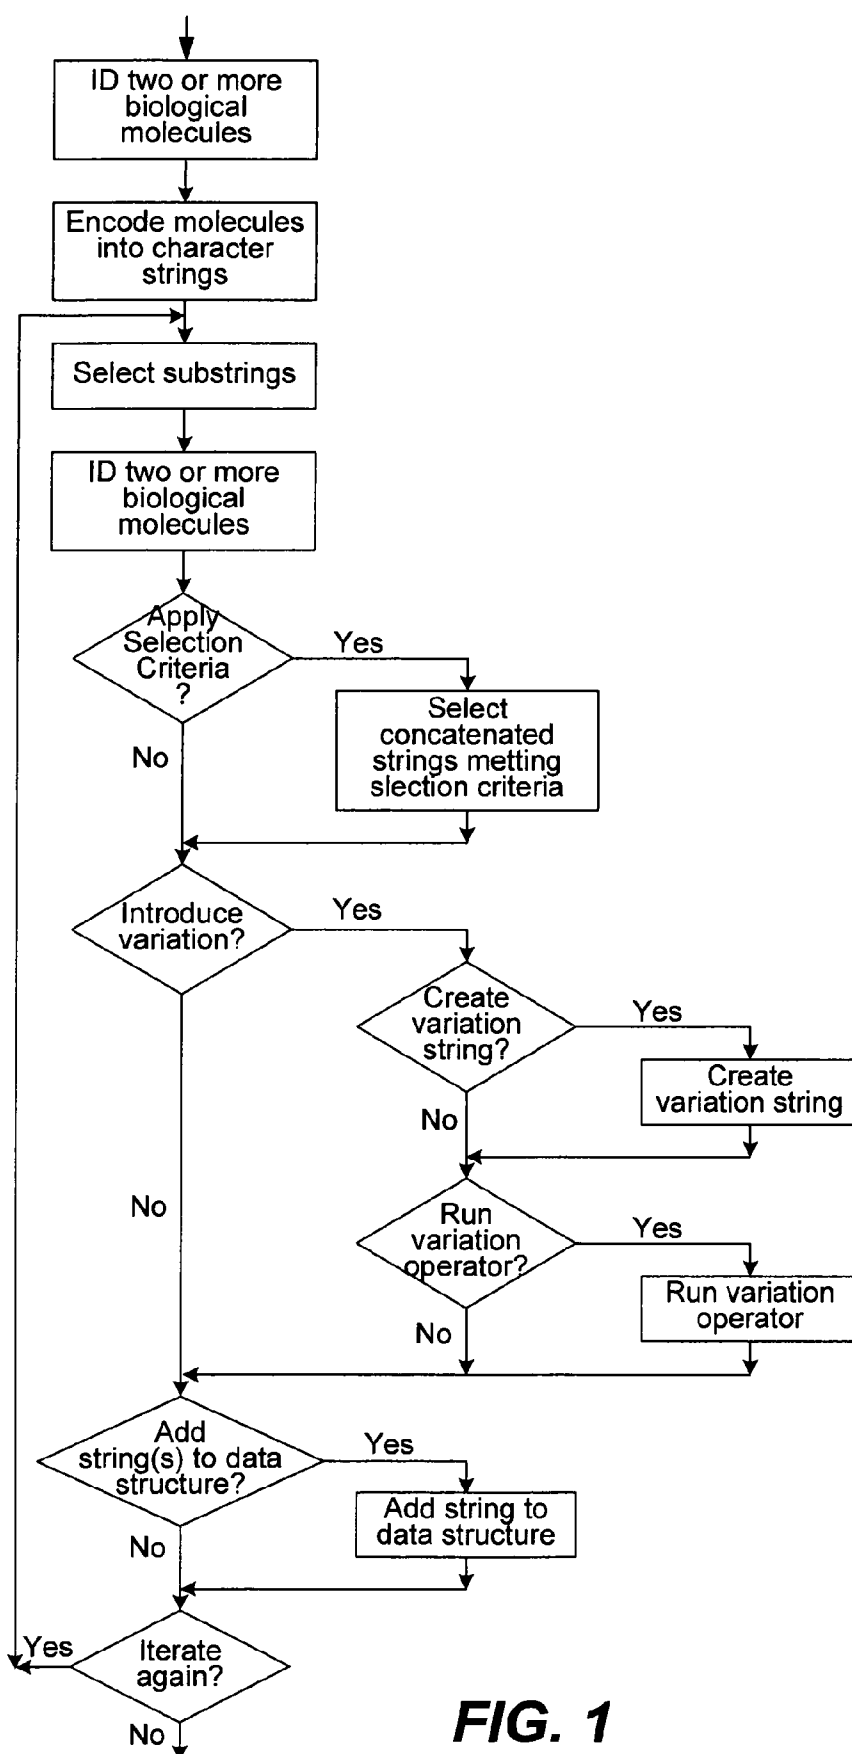 ID two or more
biological
molecules
Encode molecules
into character
strings
Select substrings
ID two or more
biological
molecules
Apply
Selection
Criteria
?
Yes
No
Select
concatenated
strings metting
slection criteria
Introduce
variation?
Yes
No
Create
variation
string?
Yes
No
Create
variation string
Run
variation
operator?
Yes
No
Run variation
operator
Add
string(s) to data
structure?
Yes
No
Add string to
data structure
Iterate
again?
Yes
No
FIG. 1